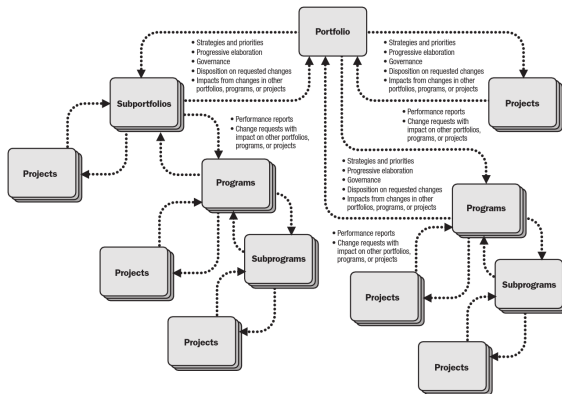 Portfolio
• Strategies and priorities
• Progressive elaboration
• Governance
• Disposition on requested changes
• Impacts from changes in other
portfolios, programs, or projects
• Strategies and priorities
• Progressive elaboration
• Governance
• Disposition on requested changes
• Impacts from changes in other
portfolios, programs, or projects
Subportfolios
Projects
• Performance reports
• Change requests with
impact on other portfolios,
programs, or projects
• Performance reports
• Change requests with
impact on other portfolios,
programs, or projects
Projects
Programs
• Strategies and priorities
• Progressive elaboration
• Governance
• Disposition on requested changes
• Impacts from changes in other
portfolios, programs, or projects
Programs
• Performance reports
• Change requests with
impact on other portfolios,
programs, or projects
Projects
Subprograms
Projects
Subprograms
Projects
Projects